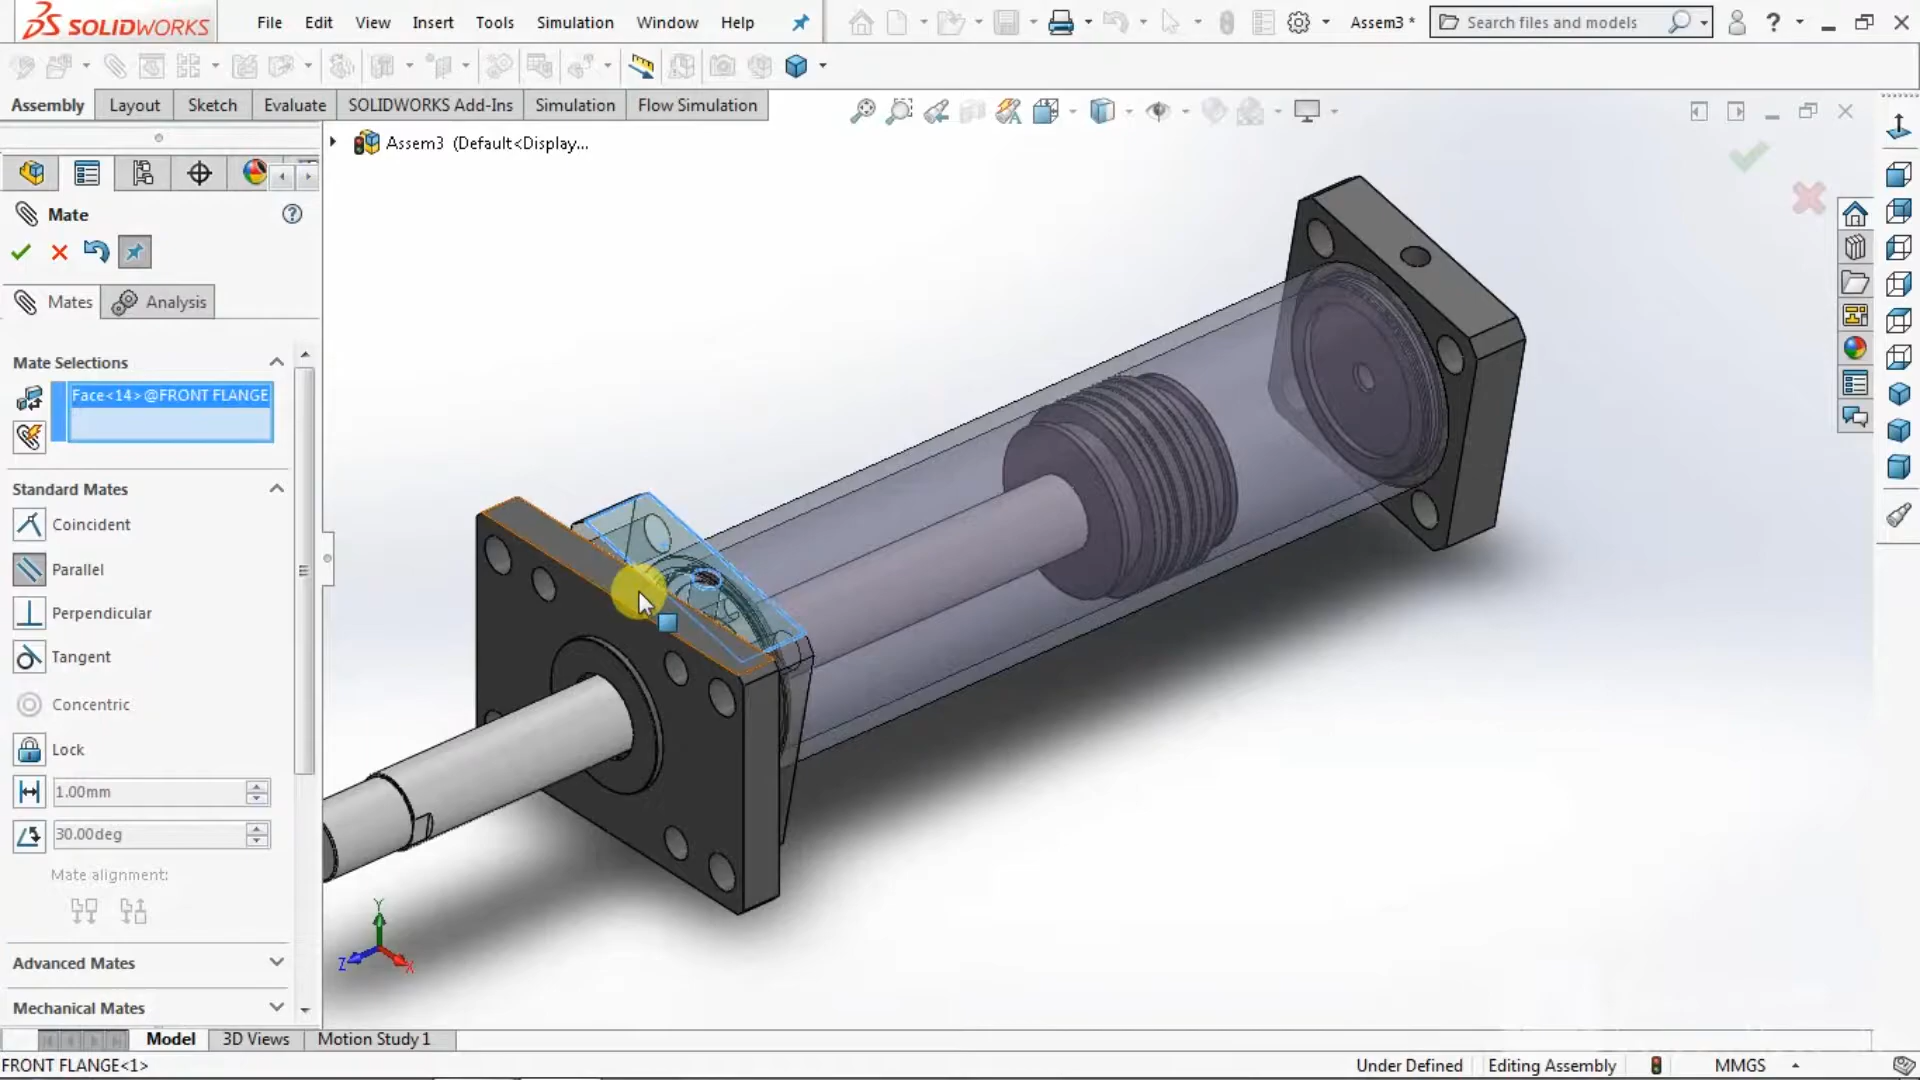 SOLIDWORKS File Edit View Insert Tools Simulation Window Help Assem3 * Search files and models ?
Assembly Layout Sketch Evaluate SOLIDWORKS Add-Ins Simulation Flow Simulation
Assem3 (Default<Display...
Mate
?
Mates Analysis
Mate Selections
Face<14>@FRONT FLANGE
Standard Mates
Coincident
Parallel
Perpendicular
Tangent
Concentric
Lock
1.00mm
30.00deg
Mate alignment:
Advanced Mates
Mechanical Mates
Y
Z
X
Model 3D Views Motion Study 1
FRONT FLANGE<1> Under Defined Editing Assembly MMGS